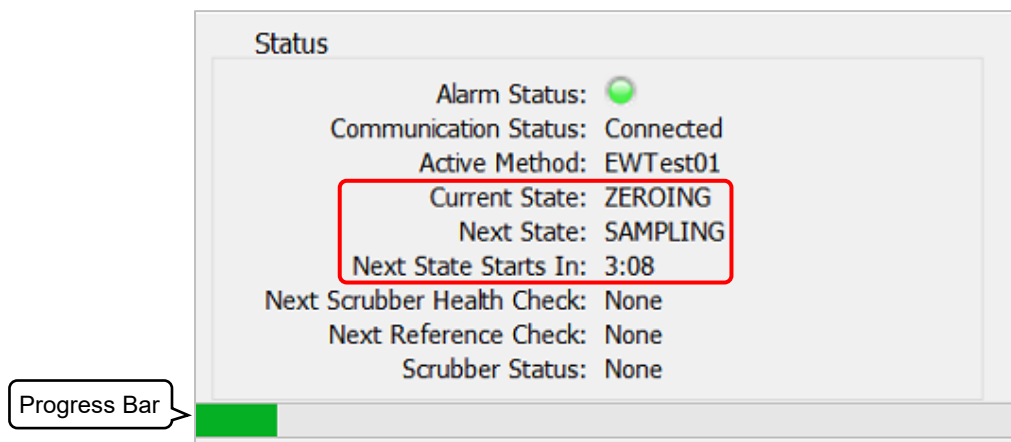 Status
Alarm Status:
Communication Status: Connected
Active Method: EWTest01
Current State: ZEROING
Next State: SAMPLING
Next State Starts In: 3:08
Next Scrubber Health Check: None
Next Reference Check: None
Scrubber Status: None
Progress Bar